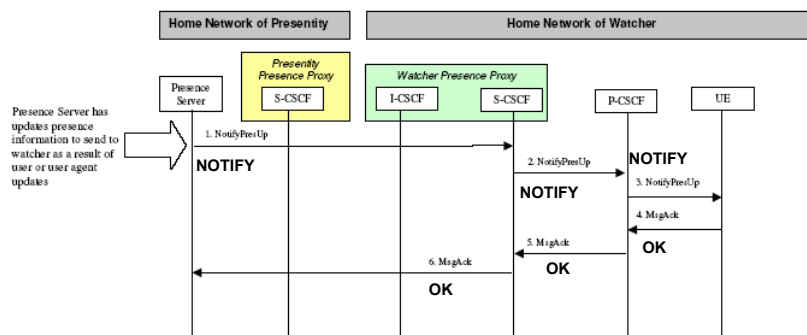 Home Network of Presentity
Home Network of Watcher
Presentity
Presence Proxy
Watcher Presence Proxy
Presence
Server
S-CSCF
I-CSCF
S-CSCF
P-CSCF
UE
Presence Server has
updates presence
information to send to
watcher as a result of
user or user agent
updates
1. NotifyPresUp
NOTIFY
2. NotifyPresUp
NOTIFY
NOTIFY
3. NotifyPresUp
4. MsgAck
OK
5. MsgAck
OK
6. MsgAck
OK